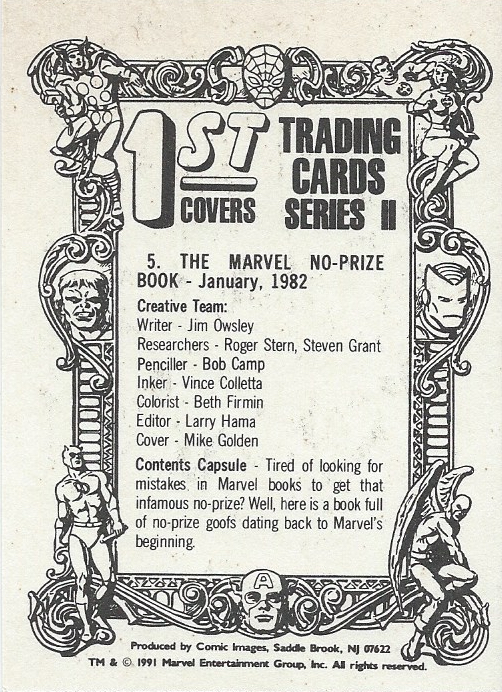 1ST TRADING
CARDS
COVERS SERIES II
5. THE MARVEL NO-PRIZE
BOOK - January, 1982
Creative Team:
Writer - Jim Owsley
Researchers - Roger Stern, Steven Grant
Penciller - Bob Camp
Inker - Vince Colletta
Colorist - Beth Firmin
Editor - Larry Hama
Cover - Mike Golden
Contents Capsule - Tired of looking for
mistakes in Marvel books to get that
infamous no-prize? Well, here is a book full
of no-prize goofs dating back to Marvel's
beginning.
A
Produced by Comic Images, Saddle Brook, NJ 07622
TM & © 1991 Marvel Entertainment Group, Inc. All rights reserved.